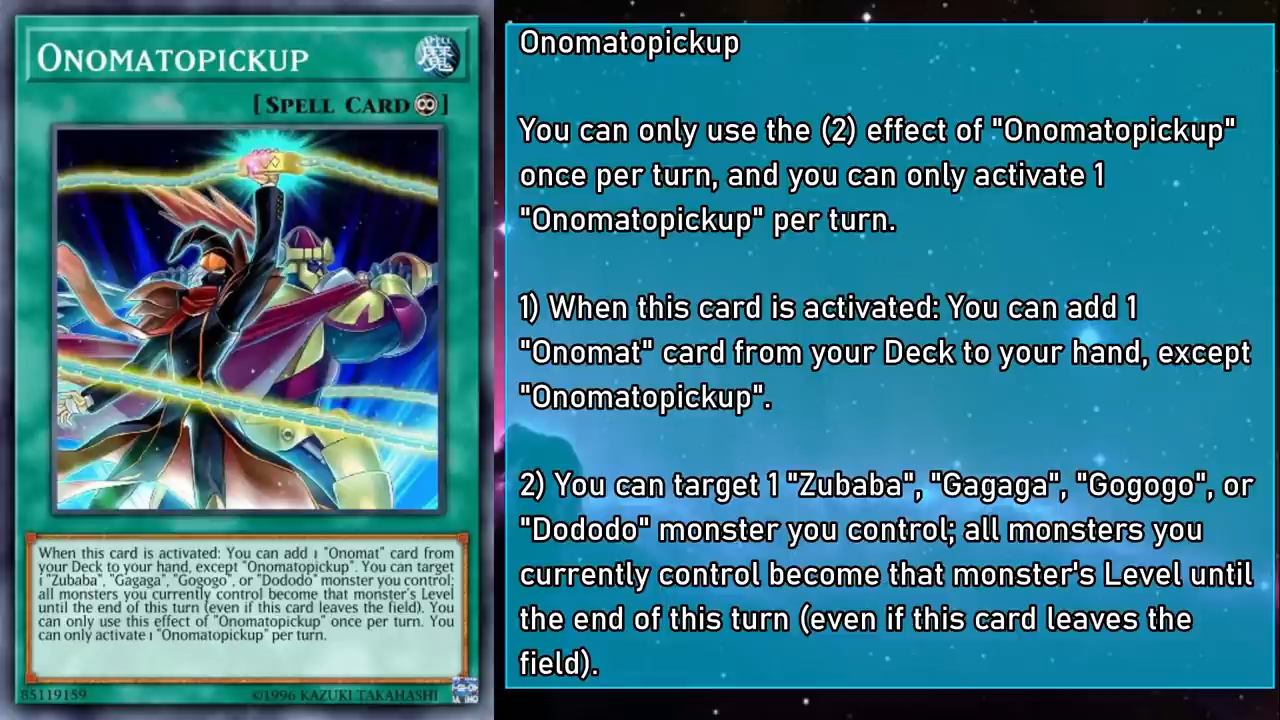 ONOMATOPICKUP
魔
[SPELL CARD ]
When this card is activated: You can add 1 "Onomat" card from
your Deck to your hand, except "Onomatopickup". You can target
1 "Zubaba", "Gagaga", "Gogogo", or "Dododo" monster you control;
all monsters you currently control become that monster's Level
until the end of this turn (even if this card leaves the field). You
can only use this effect of "Onomatopickup" once per turn. You
can only activate 1 "Onomatopickup" per turn.
85119159
©1996 KAZUKI TAKAHASHI
Onomatopickup
You can only use the (2) effect of "Onomatopickup"
once per turn, and you can only activate 1
"Onomatopickup" per turn.
1) When this card is activated: You can add 1
"Onomat" card from your Deck to your hand, except
"Onomatopickup".
2) You can target 1 "Zubaba", "Gagaga", "Gogogo", or
"Dododo" monster you control; all monsters you
currently control become that monster's Level until
the end of this turn (even if this card leaves the
field).